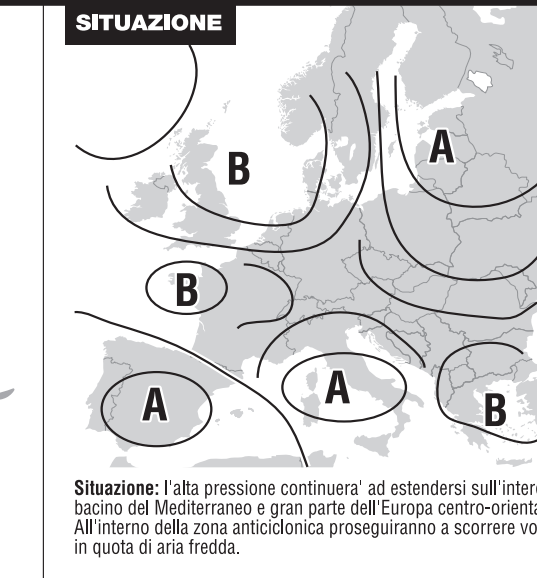 SITUAZIONE
B
A
B
A
A
B
Situazione: l'alta pressione continuera' ad estendersi sull'inter
bacino del Mediterraneo e gran parte dell'Europa centro-orienta
All'interno della zona anticiclonica proseguiranno a scorrere vo
in quota di aria fredda.